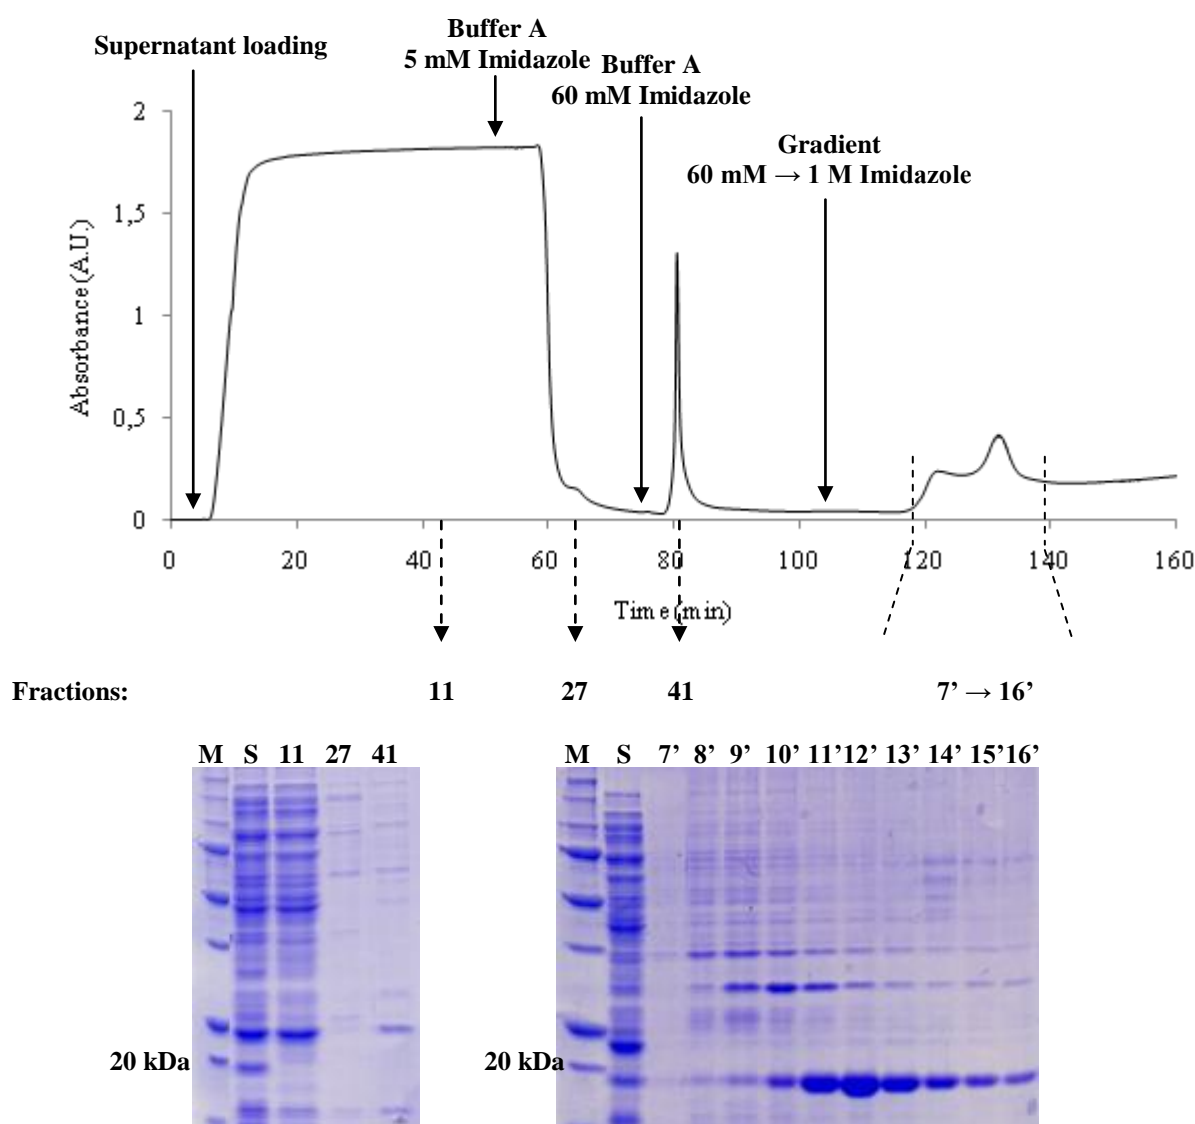 Supernatant loading
Buffer A
5 mM Imidazole
Buffer A
60 mM Imidazole
Gradient
60 mM → 1 M Imidazole
Absorbance (A.U.)
2
1,5
1
0,5
0
0 20 40 60 80 100 120 140 160
Time (min)
Fractions: 11 27 41 7’ → 16’
M S 11 27 41
M S 7’ 8’ 9’ 10’ 11’ 12’ 13’ 14’ 15’ 16’
20 kDa
20 kDa